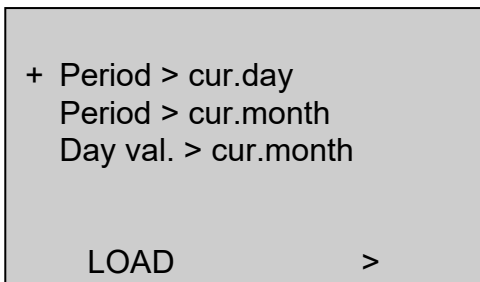 + Period > cur.day
Period > cur.month
Day val. > cur.month
LOAD >